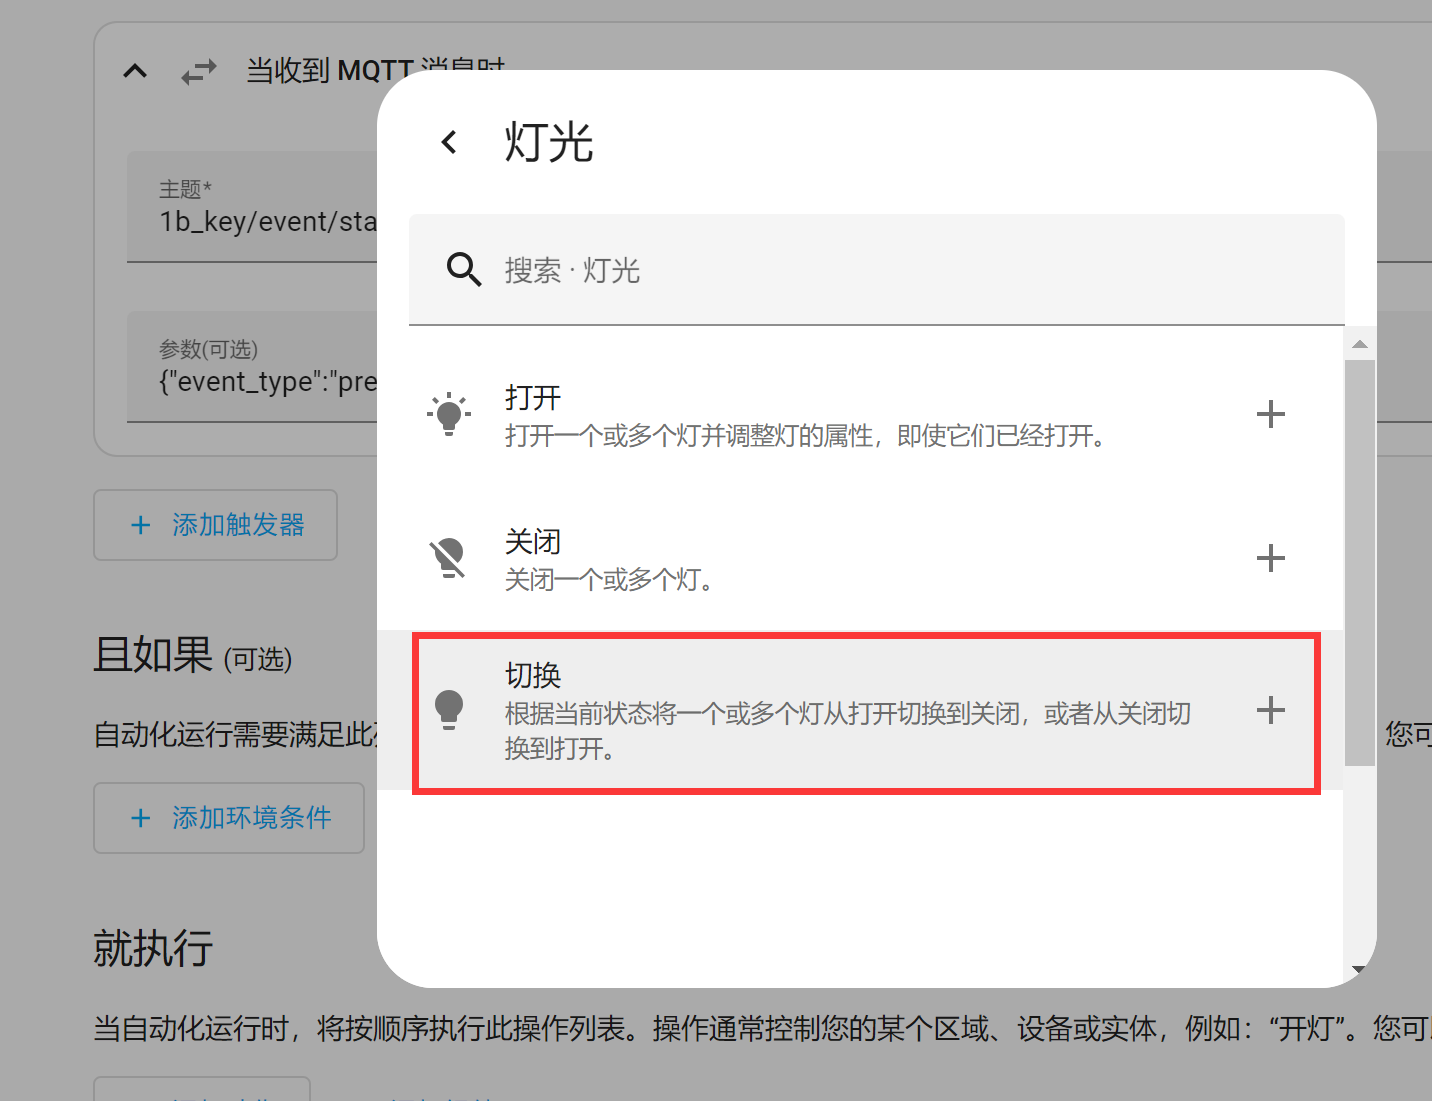 当收到 MQTT 消息时
主题*
1b_key/event/sta
参数(可选)
{"event_type":"pre
添加触发器
且如果 (可选)
自动化运行需要满足此
您可
添加环境条件
就执行
当自动化运行时，将按顺序执行此操作列表。操作通常控制您的某个区域、设备或实体，例如：“开灯”。您可
灯光
搜索 · 灯光
打开
打开一个或多个灯并调整灯的属性，即使它们已经打开。
关闭
关闭一个或多个灯。
切换
根据当前状态将一个或多个灯从打开切换到关闭，或者从关闭切
换到打开。